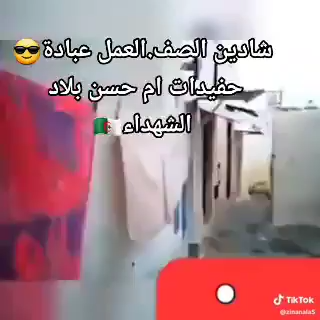 شادين الصف.العمل عبادة😎
حفيدات ام حسن بلاد
الشهداء 🇩🇿
TikTok
@zinanala5